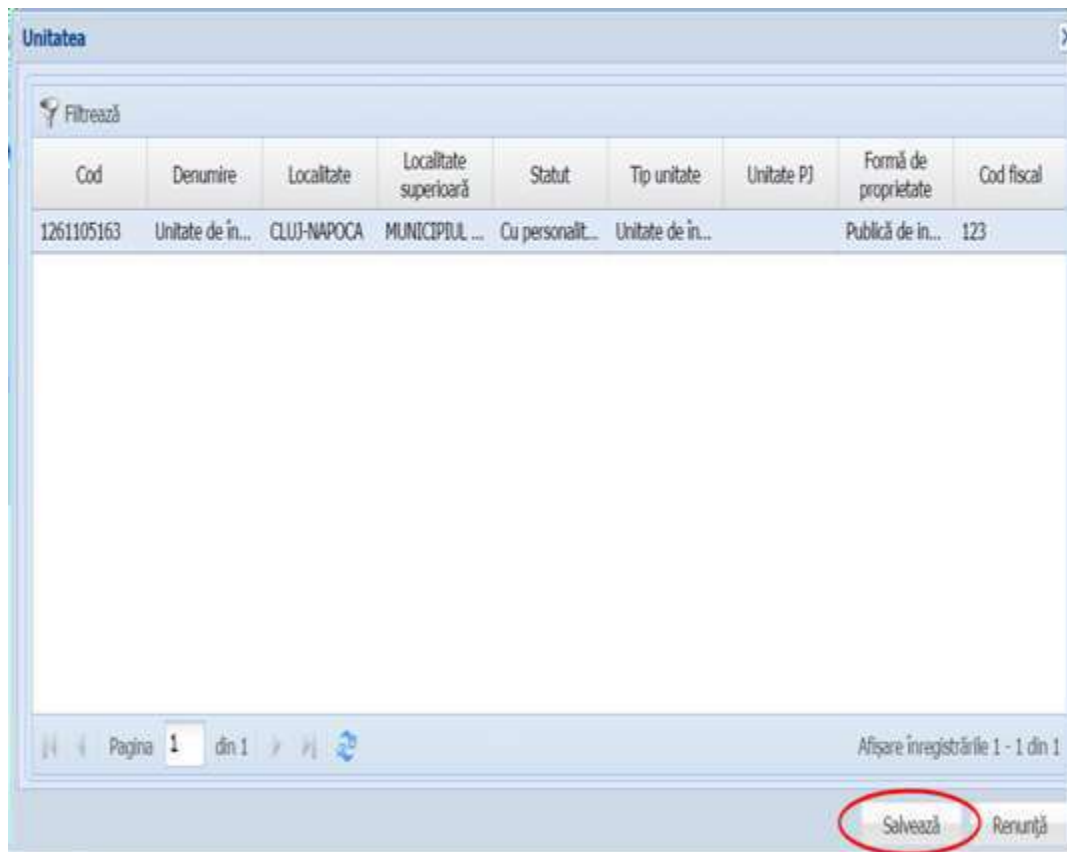 Unitatea
Filtrează
Cod Denumire Localitate Localitate superioară Statut Tip unitate Unitate PJ Formă de proprietate Cod fiscal
1261105163 Unitate de în... CLUJ-NAPOCA MUNICIPIUL ... Cu personalit... Unitate de în... Publică de in... 123
Pagina 1 din 1 Afișare înregistrările 1 - 1 din 1
Salvează Renunță